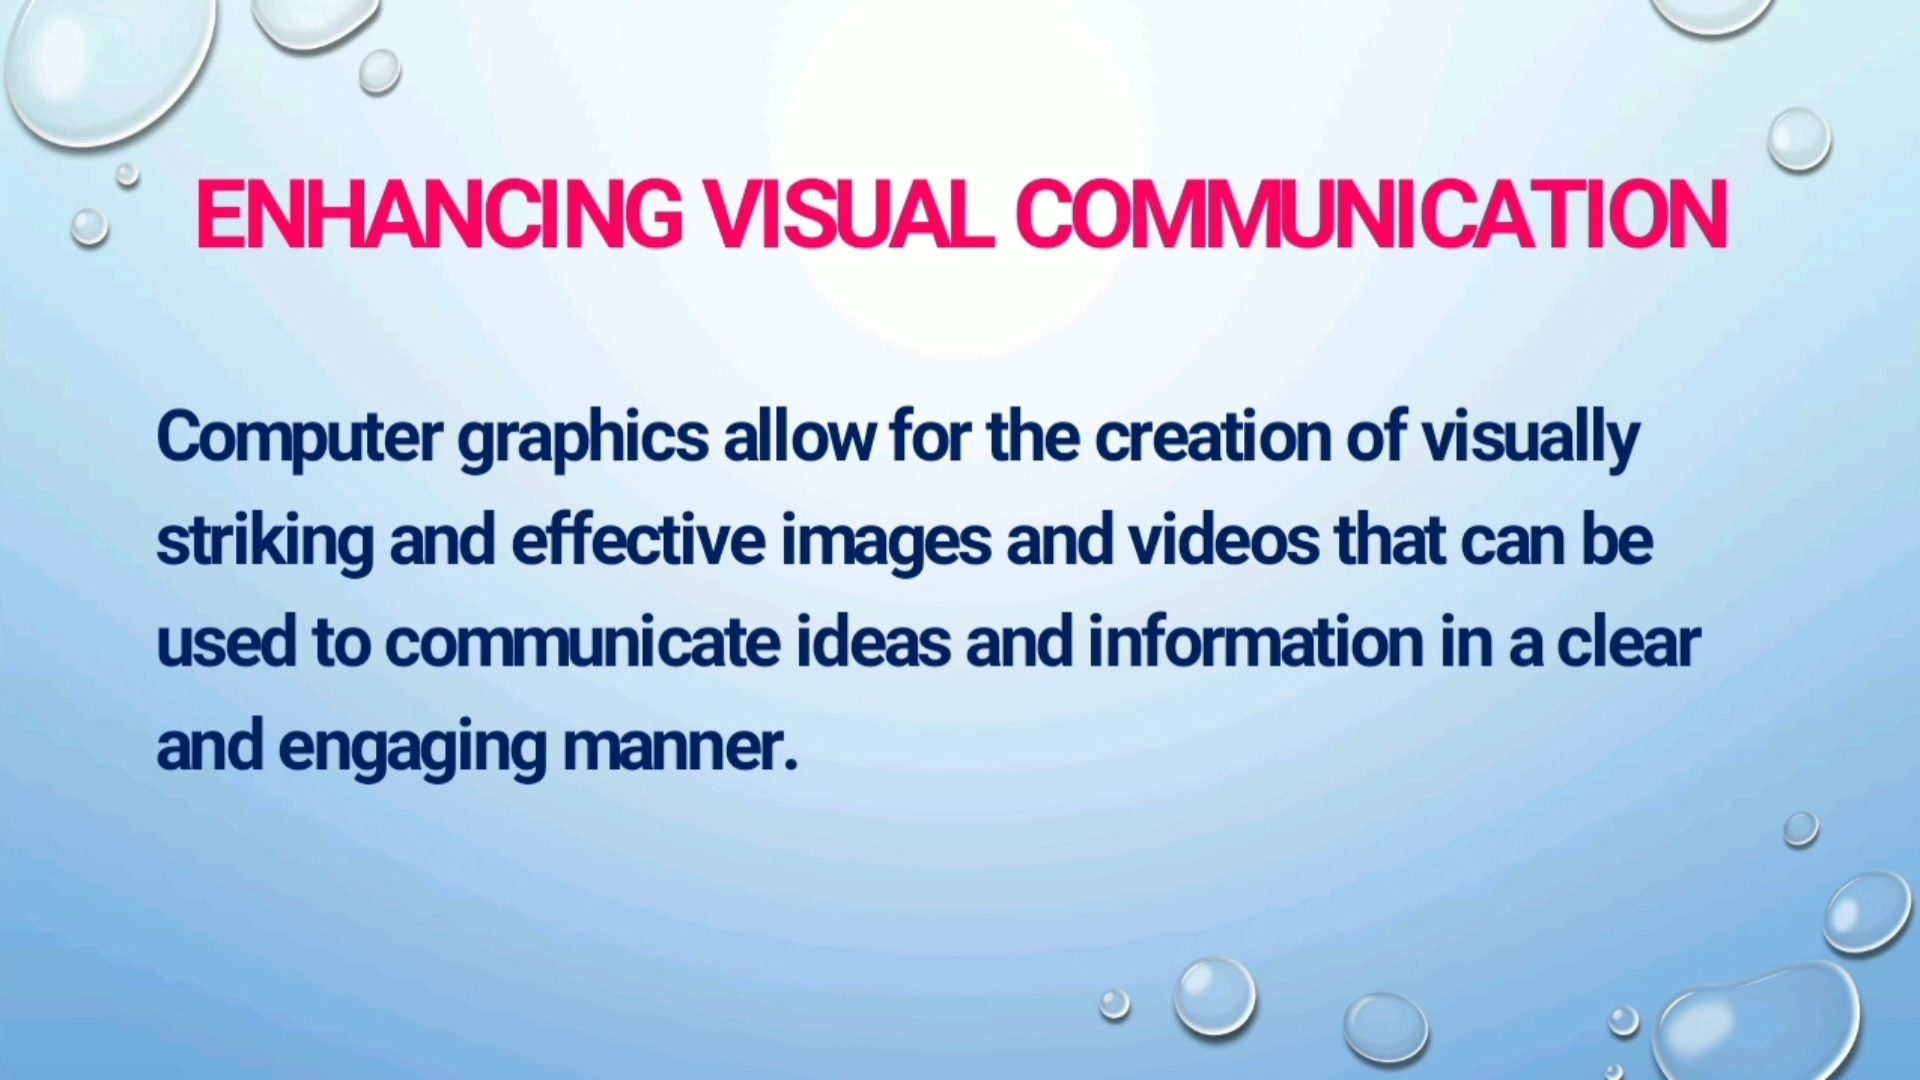 ENHANCING VISUAL COMMUNICATION
Computer graphics allow for the creation of visually
striking and effective images and videos that can be
used to communicate ideas and information in a clear
and engaging manner.